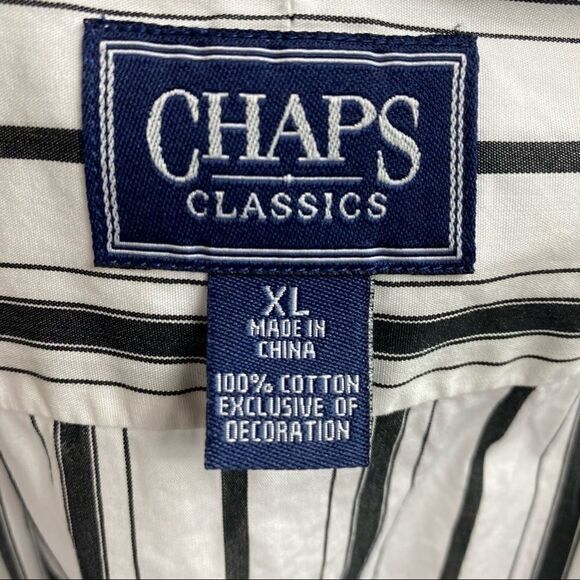 CHAPS
CLASSICS
XL
MADE IN
CHINA
100% COTTON
EXCLUSIVE OF
DECORATION